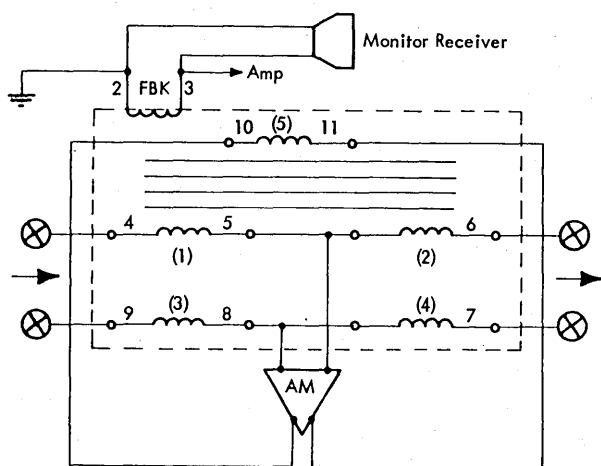 Monitor Receiver
Amp
2 FBK 3
10 (5) 11
4 5 6
(1) (2)
(3) (4)
9 8 7
AM